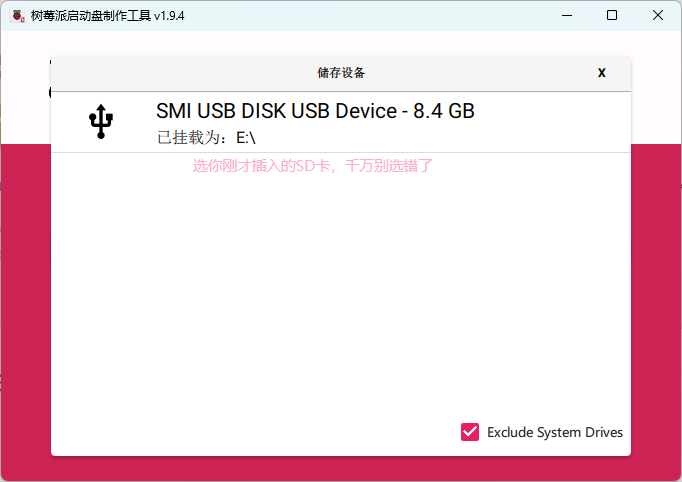 树莓派启动盘制作工具 v1.9.4
储存设备
X
SMI USB DISK USB Device - 8.4 GB
已挂载为：E:\
选你刚才插入的SD卡，千万别选错了
Exclude System Drives